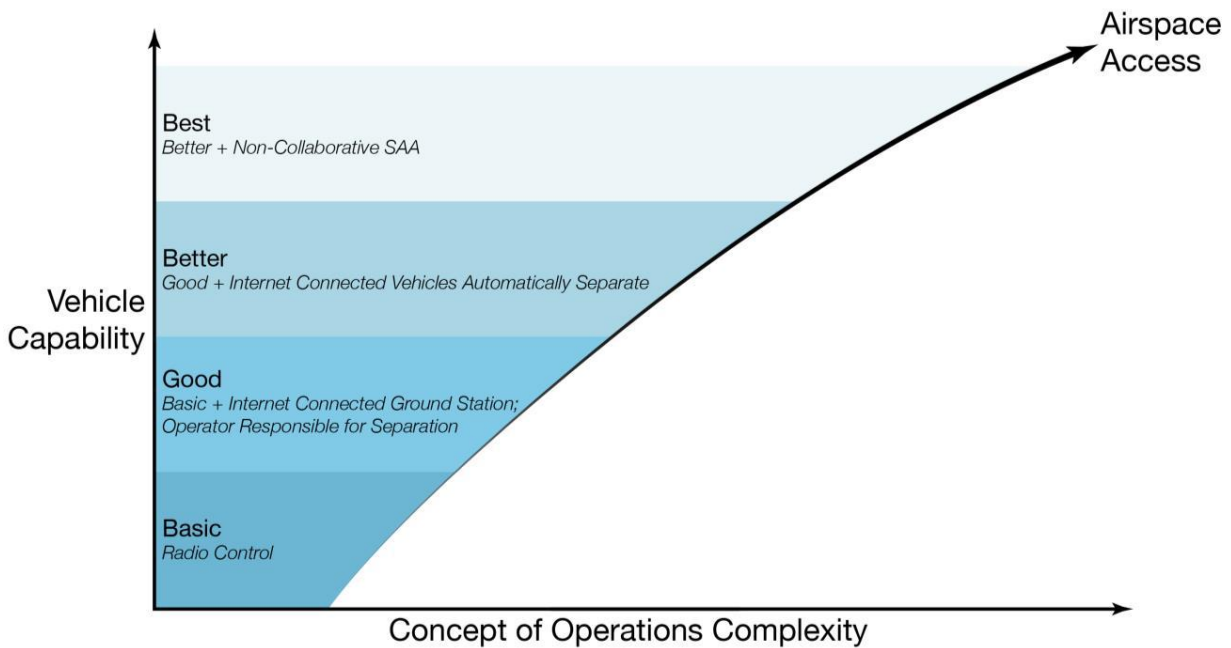 Airspace
Access
Best
Better + Non-Collaborative SAA
Better
Good + Internet Connected Vehicles Automatically Separate
Vehicle
Capability
Good
Basic + Internet Connected Ground Station;
Operator Responsible for Separation
Basic
Radio Control
Concept of Operations Complexity